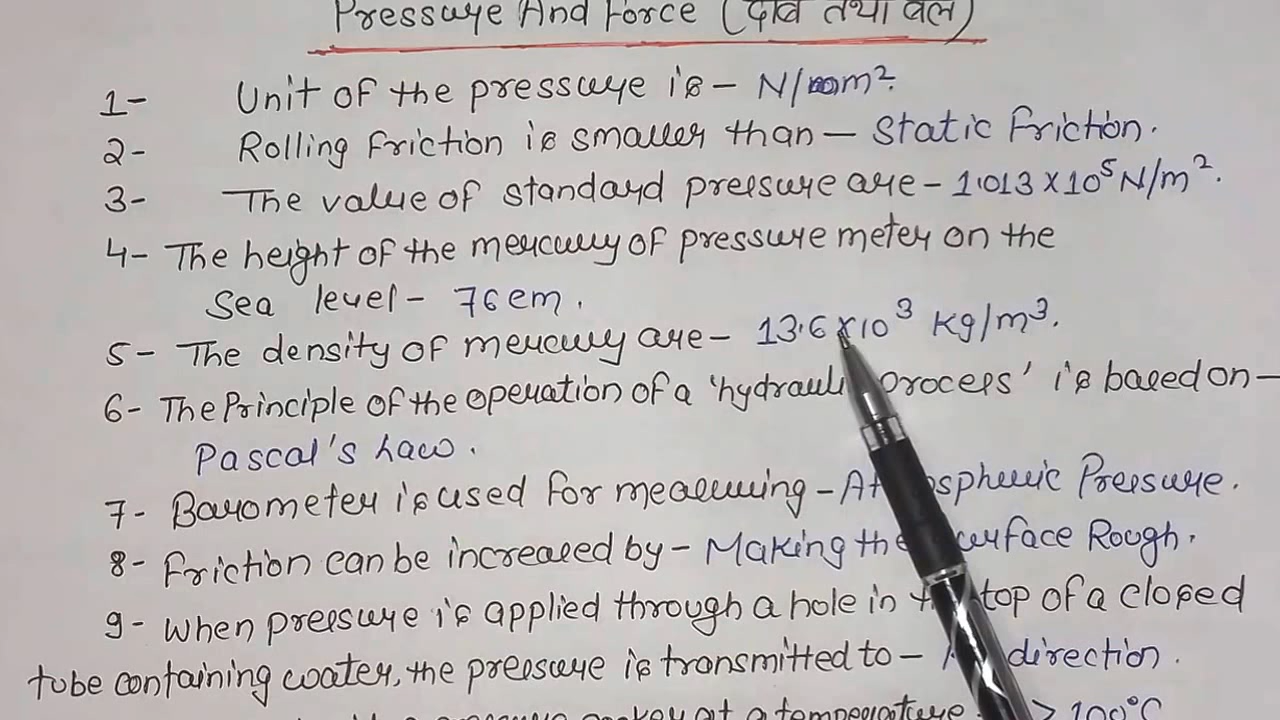 Pressure And Force (दाब तथा बल)
1- Unit of the pressure is - N/m².
2- Rolling Friction is smaller than - Static Friction.
3- The value of standard pressure are - 1.013 X 10⁵ N/m².
4- The height of the mercury of pressure meter on the
Sea level - 76 cm.
5- The density of mercury are - 13.6 x 10³ Kg/m³.
6- The Principle of the operation of a 'hydraulic process' is based on -
Pascal's Law.
7- Barometer is used for measuring - Atmospheric Pressure.
8- Friction can be increased by - Making the surface Rough.
9- When pressure is applied through a hole in the top of a closed
tube containing water, the pressure is transmitted to - direction.
at a temperature > 100°C